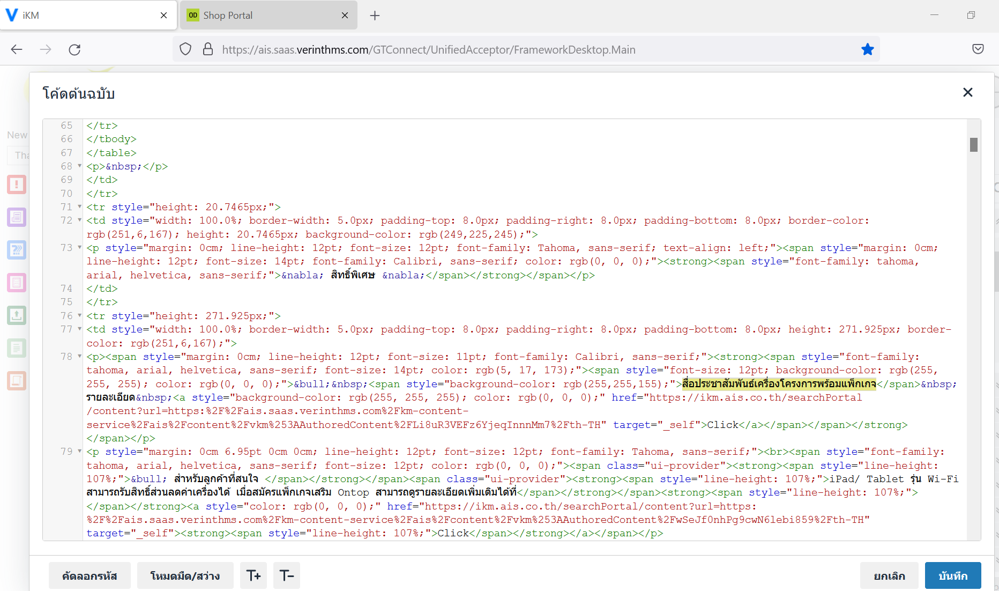 iKM
OD Shop Portal
https://ais.saas.verinthms.com/GTConnect/UnifiedAcceptor/FrameworkDesktop.Main
โค้ดต้นฉบับ
New
Tha
65 </tr>
66 </tbody>
67 </table>
68 <p>&nbsp;</p>
69 </td>
70 </tr>
71 <tr style="height: 20.7465px;">
72 <td style="width: 100.0%; border-width: 5.0px; padding-top: 8.0px; padding-right: 8.0px; padding-bottom: 8.0px; border-color:
rgb(251,6,167); height: 20.7465px; background-color: rgb(249,225,245);">
73 <p style="margin: 0cm; line-height: 12pt; font-size: 12pt; font-family: Tahoma, sans-serif; text-align: left;"><span style="margin: 0cm;
line-height: 12pt; font-size: 14pt; font-family: Calibri, sans-serif; color: rgb(0, 0, 0);"><strong><span style="font-family: tahoma,
arial, helvetica, sans-serif;">&nabla; สิทธิ์พิเศษ &nabla;</span></strong></span></p>
74 </td>
75 </tr>
76 <tr style="height: 271.925px;">
77 <td style="width: 100.0%; border-width: 5.0px; padding-top: 8.0px; padding-right: 8.0px; padding-bottom: 8.0px; height: 271.925px; border-
color: rgb(251,6,167);">
78 <p><span style="margin: 0cm; line-height: 12pt; font-size: 11pt; font-family: Calibri, sans-serif;"><strong><span style="font-family:
tahoma, arial, helvetica, sans-serif; font-size: 14pt; color: rgb(5, 17, 173);"><span style="font-size: 12pt; background-color: rgb(255,
255, 255); color: rgb(0, 0, 0);">&bull;&nbsp;<span style="background-color: rgb(255,255,155);">สื่อประชาสัมพันธ์เครื่องโครงการพร้อมแพ็กเกจ</span>&nbsp;
รายละเอียด&nbsp;<a style="background-color: rgb(255, 255, 255); color: rgb(0, 0, 0);" href="https://ikm.ais.co.th/searchPortal
/content?url=https:%2F%2Fais.saas.verinthms.com%2Fkm-content-
service%2Fais%2Fcontent%2Fvkm%253AAuthoredContent%2FLi8uR3VEFz6YjeqInnnMm7%2Fth-TH" target="_self">Click</a></span></span></strong>
</span></p>
79 <p style="margin: 0cm 6.95pt 0cm 0cm; line-height: 12pt; font-size: 12pt; font-family: Tahoma, sans-serif;"><br><span style="font-family:
tahoma, arial, helvetica, sans-serif; font-size: 12pt; color: rgb(0, 0, 0);"><span class="ui-provider"><strong><span style="line-height:
107%;">&bull; สำหรับลูกค้าที่สนใจ </span></strong></span><span class="ui-provider"><strong><span style="line-height: 107%;">iPad/ Tablet รุ่น Wi-Fi
สามารถรับสิทธิ์ส่วนลดค่าเครื่องได้ เมื่อสมัครแพ็กเกจเสริม Ontop สามารถดูรายละเอียดเพิ่มเติมได้ที่</span></strong></span><strong><span style="line-height: 107%;">
</span></strong><a style="color: rgb(0, 0, 0);" href="https://ikm.ais.co.th/searchPortal/content?url=https:
%2F%2Fais.saas.verinthms.com%2Fkm-content-service%2Fais%2Fcontent%2Fvkm%253AAuthoredContent%2FwSeJf0nhPg9cwN6lebi859%2Fth-TH"
target="_self"><strong><span style="line-height: 107%;">Click</span></strong></a></span></p>
คัดลอกรหัส โหมดมืด/สว่าง T+ T- ยกเลิก บันทึก